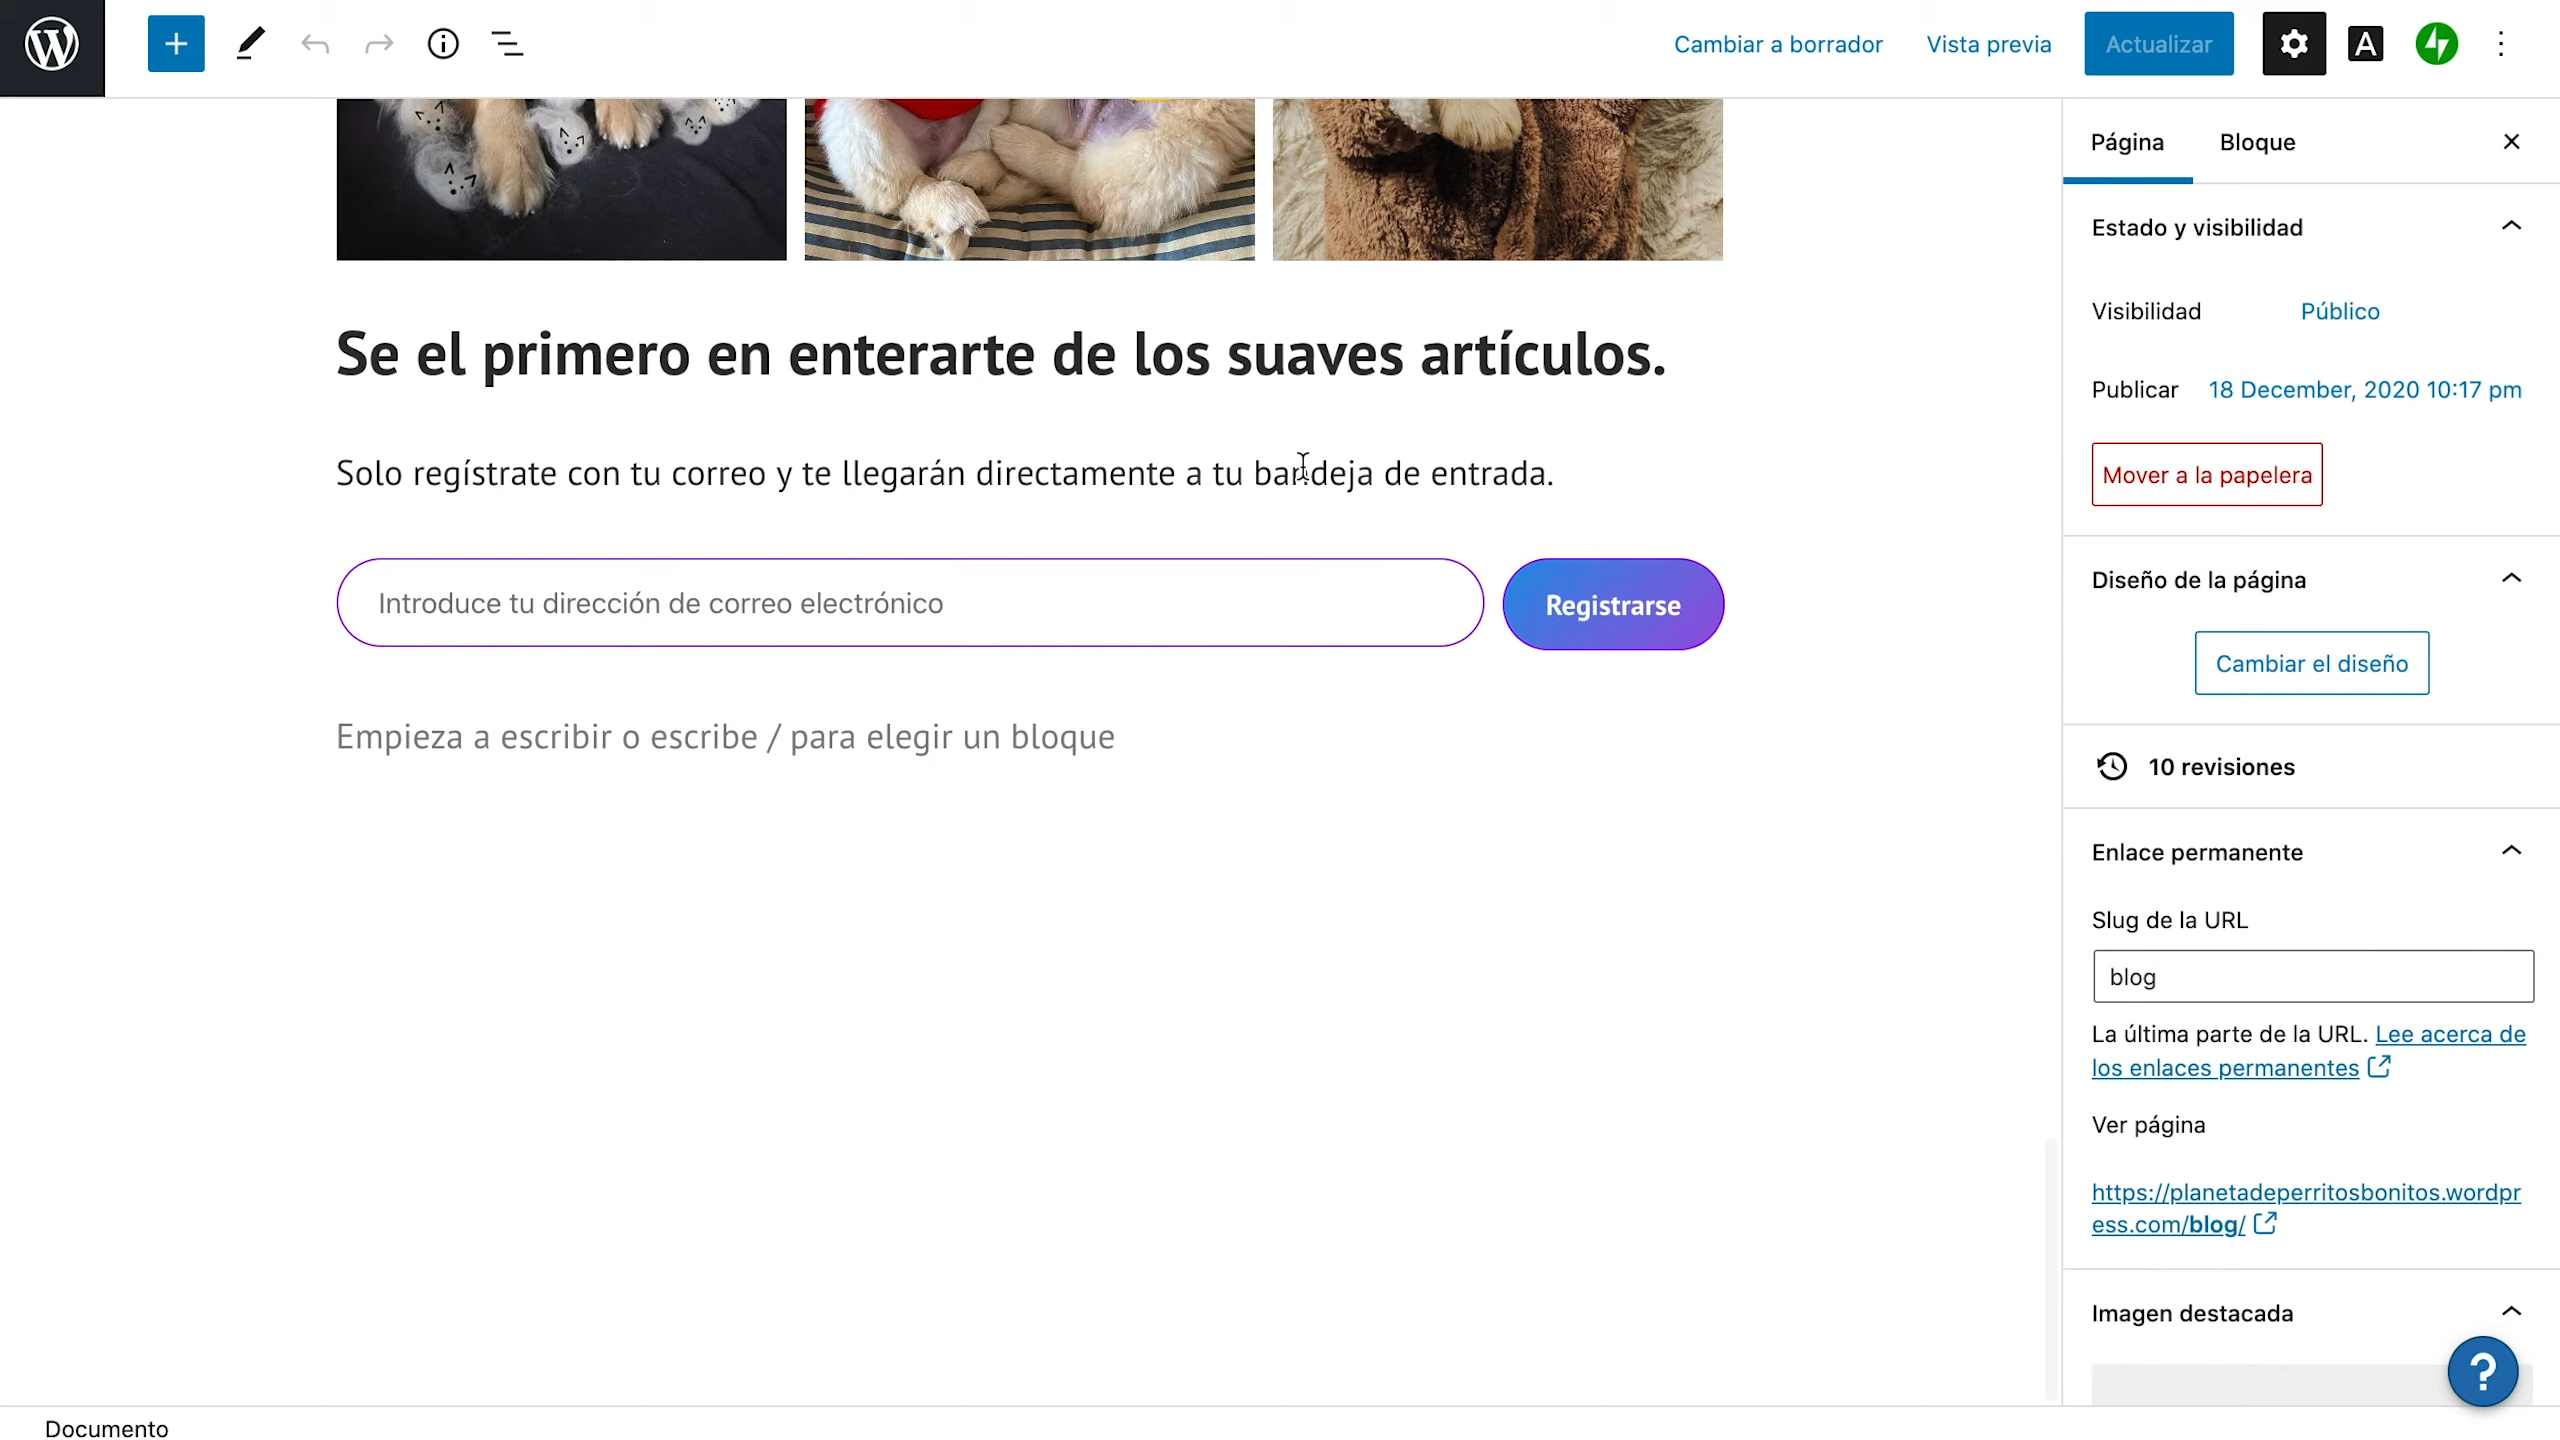 Cambiar a borrador
Vista previa
Actualizar
A
Página
Bloque
Estado y visibilidad
Visibilidad
Público
Publicar
18 December, 2020 10:17 pm
Mover a la papelera
Diseño de la página
Cambiar el diseño
10 revisiones
Enlace permanente
Slug de la URL
blog
La última parte de la URL. Lee acerca de
los enlaces permanentes
Ver página
https://planetadeperritosbonitos.wordpr
ess.com/blog/
Imagen destacada
?
Se el primero en enterarte de los suaves artículos.
Solo regístrate con tu correo y te llegarán directamente a tu bandeja de entrada.
Introduce tu dirección de correo electrónico
Registrarse
Empieza a escribir o escribe / para elegir un bloque
Documento